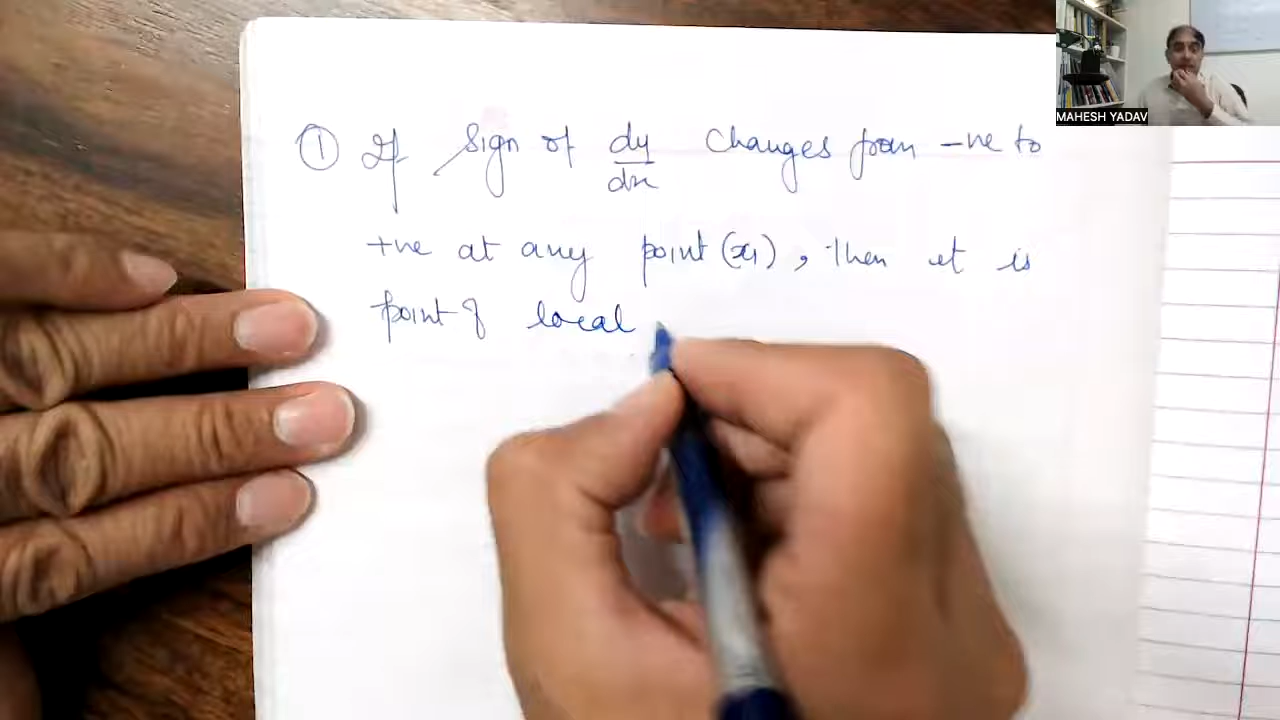 ① If sign of dy/dx changes from -ve to
+ve at any point (x₁), then it is
point of local
MAHESH YADAV